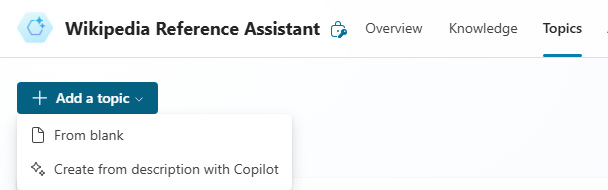 Wikipedia Reference Assistant Overview Knowledge Topics
Add a topic
From blank
Create from description with Copilot